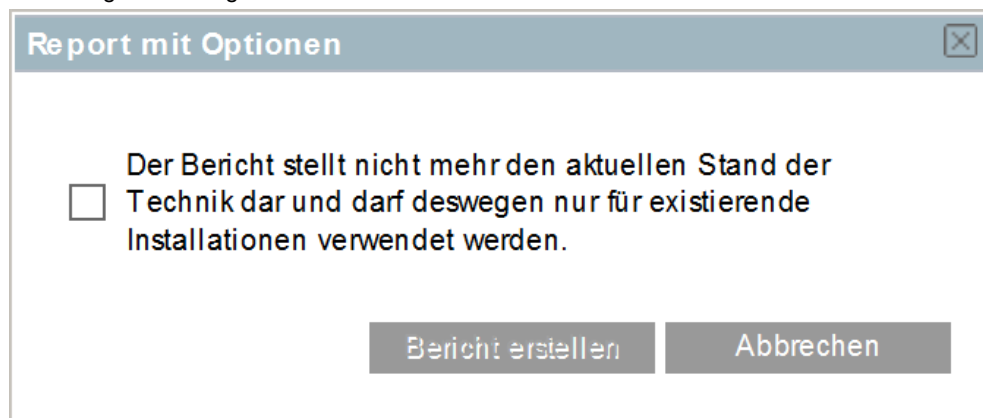 Report mit Optionen
Der Bericht stellt nicht mehr den aktuellen Stand der
Technik dar und darf deswegen nur für existierende
Installationen verwendet werden.
Bericht erstellen Abbrechen